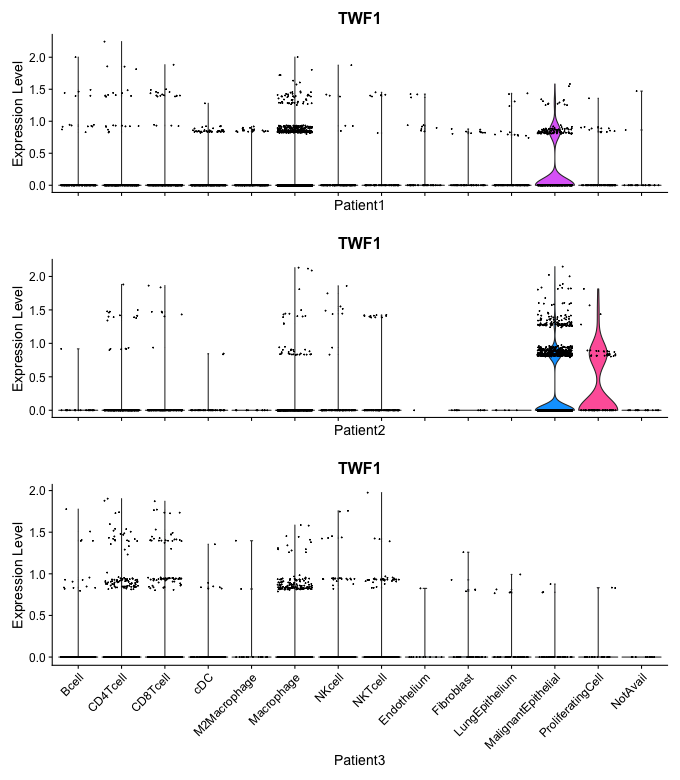 TWF1
Expression Level
2.0
1.5
1.0
0.5
0.0
Patient1
TWF1
Expression Level
2.0
1.5
1.0
0.5
0.0
Patient2
TWF1
Expression Level
2.0
1.5
1.0
0.5
0.0
Bcell
CD4Tcell
CD8Tcell
cDC
M2Macrophage
Macrophage
NKcell
NKTcell
Endothelium
Fibroblast
LungEpithelium
MalignantEpithelial
ProliferatingCell
NotAvail
Patient3